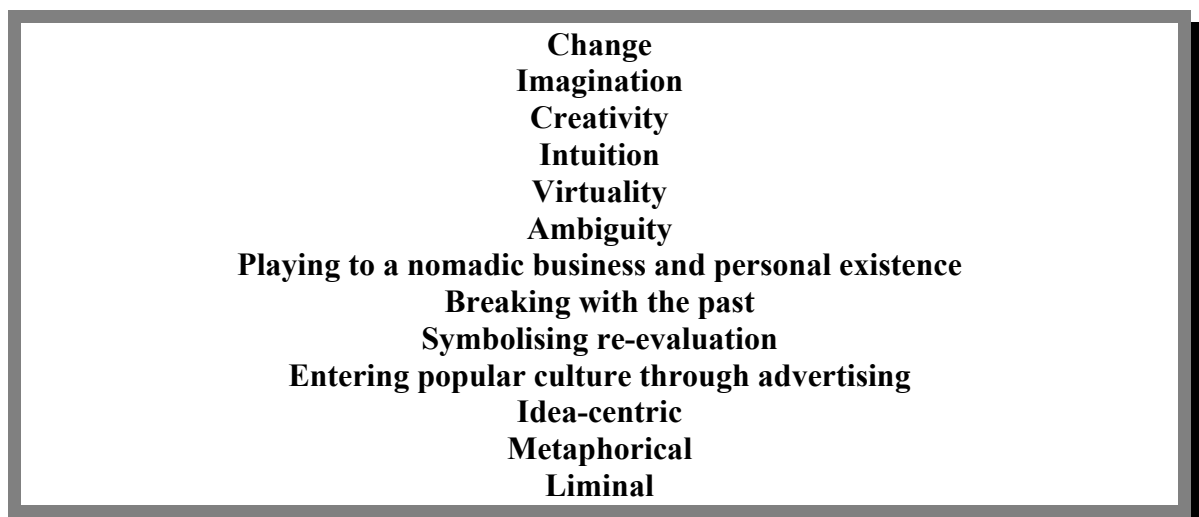 Change
Imagination
Creativity
Intuition
Virtuality
Ambiguity
Playing to a nomadic business and personal existence
Breaking with the past
Symbolising re-evaluation
Entering popular culture through advertising
Idea-centric
Metaphorical
Liminal